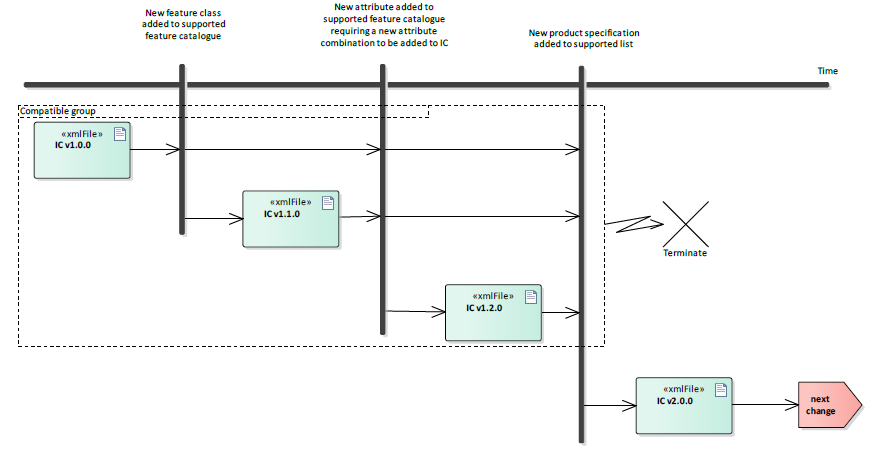 New feature class
added to supported
feature catalogue
New attribute added to
supported feature catalogue
requiring a new attribute
combination to be added to IC
New product specification
added to supported list
Time
Compatible group
«xmlFile»
IC v1.0.0
«xmlFile»
IC v1.1.0
Terminate
«xmlFile»
IC v1.2.0
«xmlFile»
IC v2.0.0
next
change